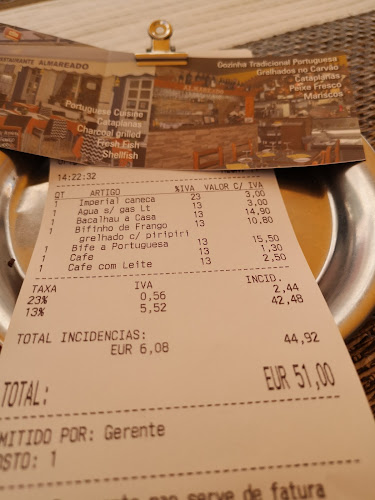 RESTAURANTE ALMAREADO
Portuguese Cuisine
Cataplanas
Charcoal grilled
Fresh Fish
Shellfish
Cozinha Tradicional Portuguesa
Grelhados no Carvão
Cataplanas
Peixe Fresco
Mariscos
14:22:32
QT ARTIGO %IVA VALOR C/ IVA
1 Imperial caneca 23 3,00
1 Agua s/ gas Lt 13 3,00
1 Bacalhau a Casa 13 14,90
1 Bifinho de Frango 13 10,80
grelhado c/ piripiri
1 Bife a Portuguesa 13 15,50
1 Cafe 13 1,30
1 Cafe com Leite 13 2,50
TAXA IVA INCID.
23% 0,56 2,44
13% 5,52 42,48
TOTAL INCIDENCIAS: 44,92
EUR 6,08
TOTAL: EUR 51,00
MITIDO POR: Gerente
OSTO: 1
nao serve de fatura